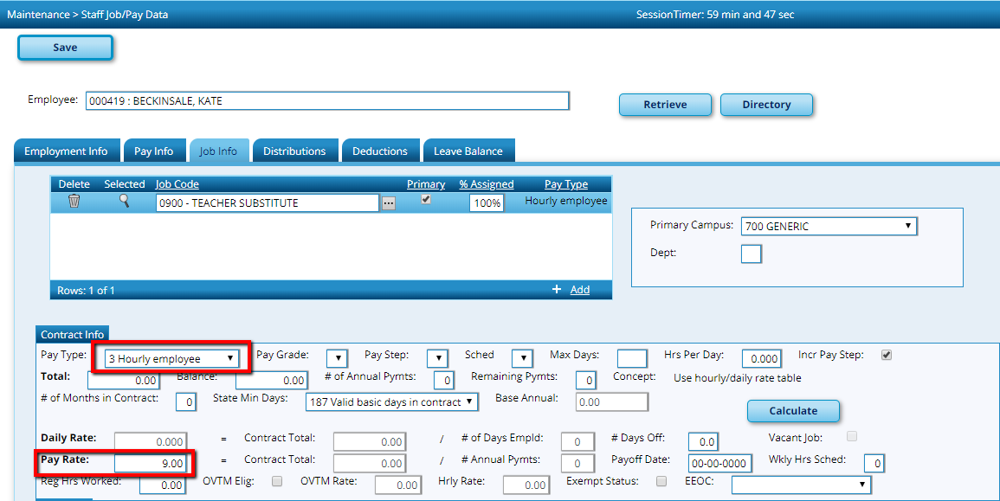 Maintenance > Staff Job/Pay Data SessionTimer: 59 min and 47 sec
Save
Employee: 000419 : BECKINSALE, KATE Retrieve Directory
Employment Info Pay Info Job Info Distributions Deductions Leave Balance
Delete Selected Job Code Primary % Assigned Pay Type
0900 - TEACHER SUBSTITUTE ... 100% Hourly employee
Primary Campus: 700 GENERIC
Dept:
Rows: 1 of 1 + Add
Contract Info
Pay Type: 3 Hourly employee Pay Grade: Pay Step: Sched Max Days: Hrs Per Day: 0.000 Incr Pay Step:
Total: 0.00 Balance: 0.00 # of Annual Pymts: 0 Remaining Pymts: 0 Concept: Use hourly/daily rate table
# of Months in Contract: 0 State Min Days: 187 Valid basic days in contract Base Annual: 0.00
Calculate
Daily Rate: 0.000 = Contract Total: 0.00 / # of Days Empld: 0 # Days Off: 0.0 Vacant Job:
Pay Rate: 9.00 = Contract Total: 0.00 / # Annual Pymts: 0 Payoff Date: 00-00-0000 Wkly Hrs Sched: 0
Reg Hrs Worked: 0.00 OVTM Elig: OVTM Rate: 0.00 Hrly Rate: 0.00 Exempt Status: EEOC: